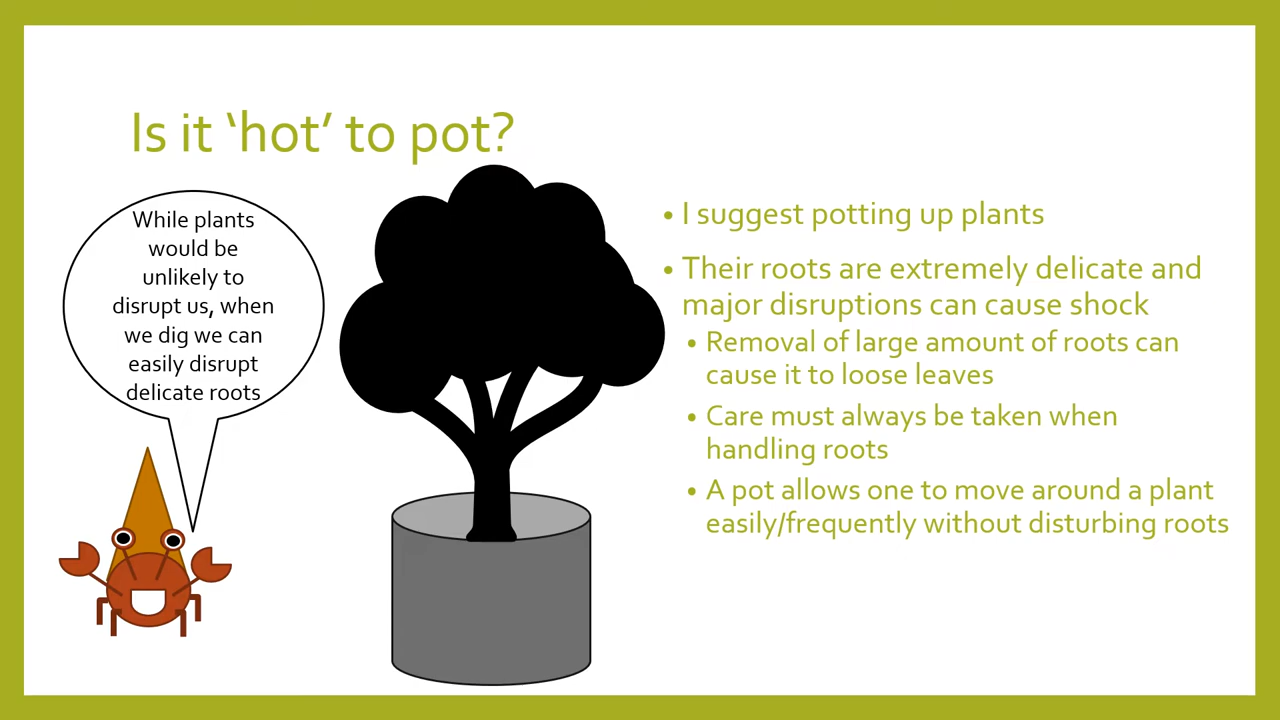 Is it ‘hot’ to pot?
While plants
would be
unlikely to
disrupt us, when
we dig we can
easily disrupt
delicate roots
• I suggest potting up plants
• Their roots are extremely delicate and
major disruptions can cause shock
• Removal of large amount of roots can
cause it to loose leaves
• Care must always be taken when
handling roots
• A pot allows one to move around a plant
easily/frequently without disturbing roots